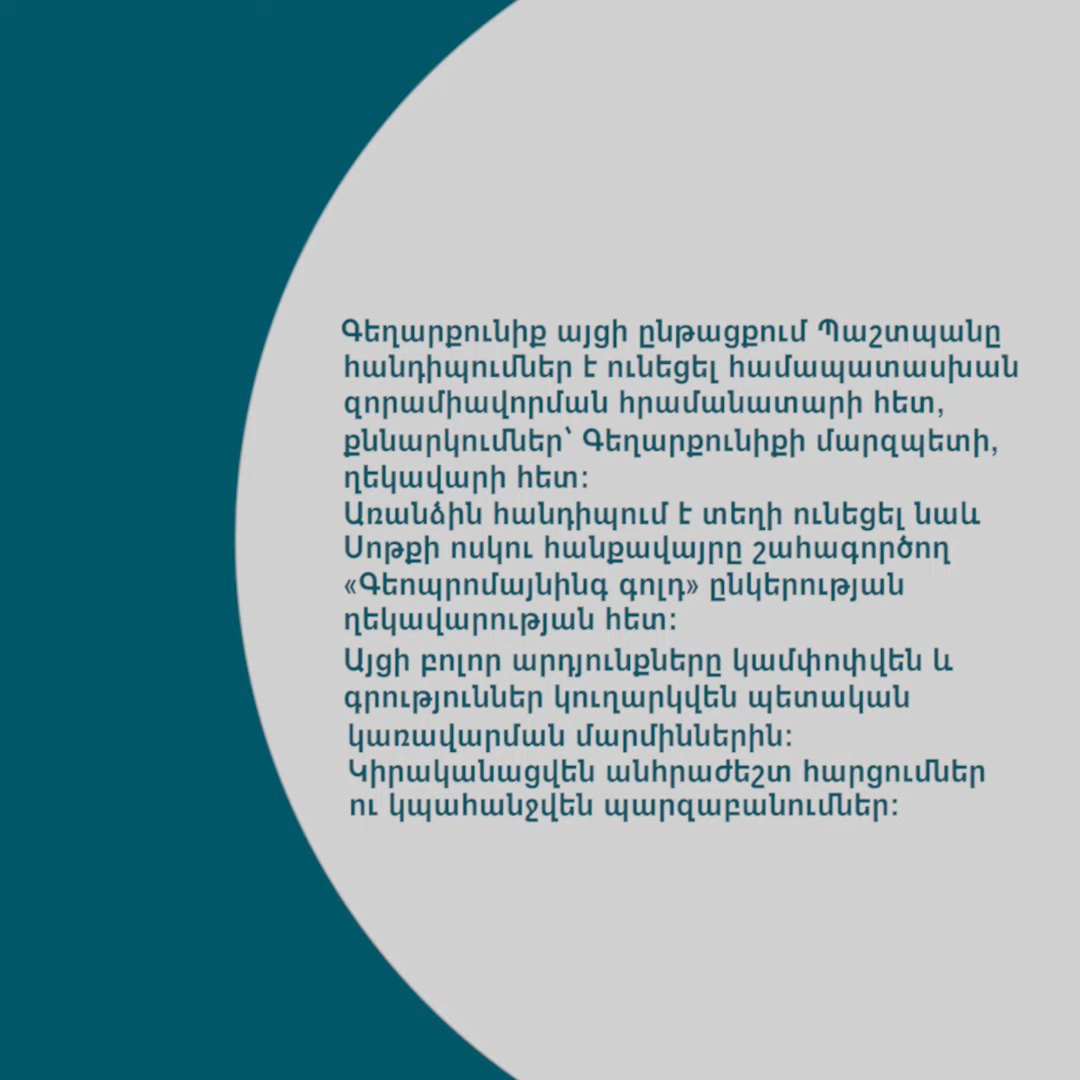 Գեղարքունիք այցի ընթացքում Պաշտպանը
հանդիպումներ է ունեցել համապատասխան
զորամիավորման հրամանատարի հետ,
քննարկումներ՝ Գեղարքունիքի մարզպետի,
ղեկավարի հետ:
Առանձին հանդիպում է տեղի ունեցել նաև
Սոթքի ոսկու հանքավայրը շահագործող
«Գեոպրոմայնինգ գոլդ» ընկերության
ղեկավարության հետ:
Այցի բոլոր արդյունքները կամփոփվեն և
գրություններ կուղարկվեն պետական
կառավարման մարմիններին:
Կիրականացվեն անհրաժեշտ հարցումներ
ու կպահանջվեն պարզաբանումներ: